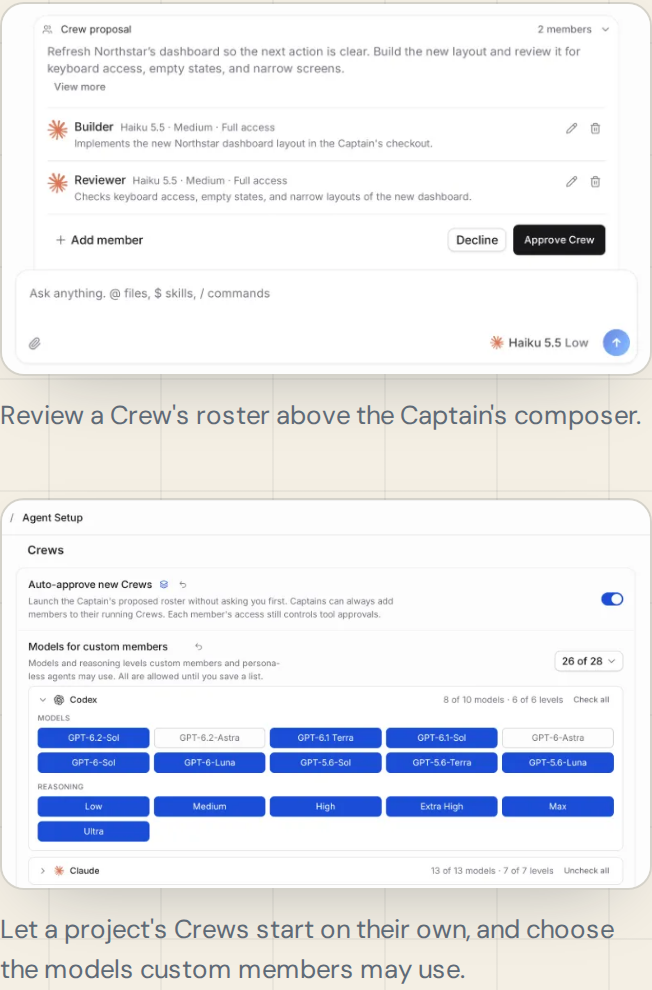 Crew proposal
2 members
Refresh Northstar's dashboard so the next action is clear. Build the new layout and review it for
keyboard access, empty states, and narrow screens.
View more
Builder Haiku 5.5 · Medium · Full access
Implements the new Northstar dashboard layout in the Captain's checkout.
Reviewer Haiku 5.5 · Medium · Full access
Checks keyboard access, empty states, and narrow layouts of the new dashboard.
+ Add member
Decline
Approve Crew
Ask anything. @ files, $ skills, / commands
Haiku 5.5 Low
Review a Crew's roster above the Captain's composer.
/ Agent Setup
Crews
Auto-approve new Crews
Launch the Captain's proposed roster without asking you first. Captains can always add
members to their running Crews. Each member's access still controls tool approvals.
Models for custom members
Models and reasoning levels custom members and persona-
less agents may use. All are allowed until you save a list.
26 of 28
Codex
8 of 10 models · 6 of 6 levels
Check all
MODELS
GPT-6.2-Sol
GPT-6.2-Astra
GPT-6.1 Terra
GPT-6.1-Sol
GPT-6-Astra
GPT-6-Sol
GPT-6-Luna
GPT-5.6-Sol
GPT-5.6-Terra
GPT-5.6-Luna
REASONING
Low
Medium
High
Extra High
Max
Ultra
Claude
13 of 13 models · 7 of 7 levels
Uncheck all
Let a project's Crews start on their own, and choose
the models custom members may use.